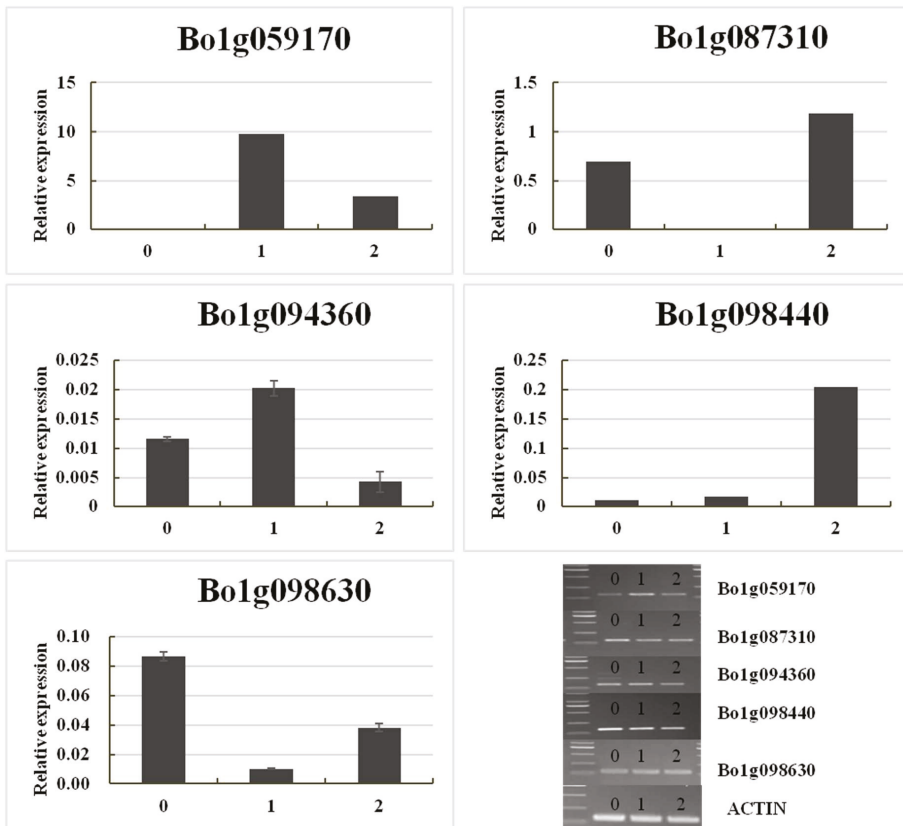 Bo1g059170
Relative expression
15
10
5
0
0 1 2
Bo1g087310
Relative expression
1.5
1
0.5
0
0 1 2
Bo1g094360
Relative expression
0.025
0.02
0.015
0.01
0.005
0
0 1 2
Bo1g098440
Relative expression
0.25
0.2
0.15
0.1
0.05
0
0 1 2
Bo1g098630
Relative expression
0.10
0.08
0.06
0.04
0.02
0.00
0 1 2
0 1 2 Bo1g059170
0 1 2 Bo1g087310
0 1 2 Bo1g094360
0 1 2 Bo1g098440
0 1 2 Bo1g098630
0 1 2 ACTIN